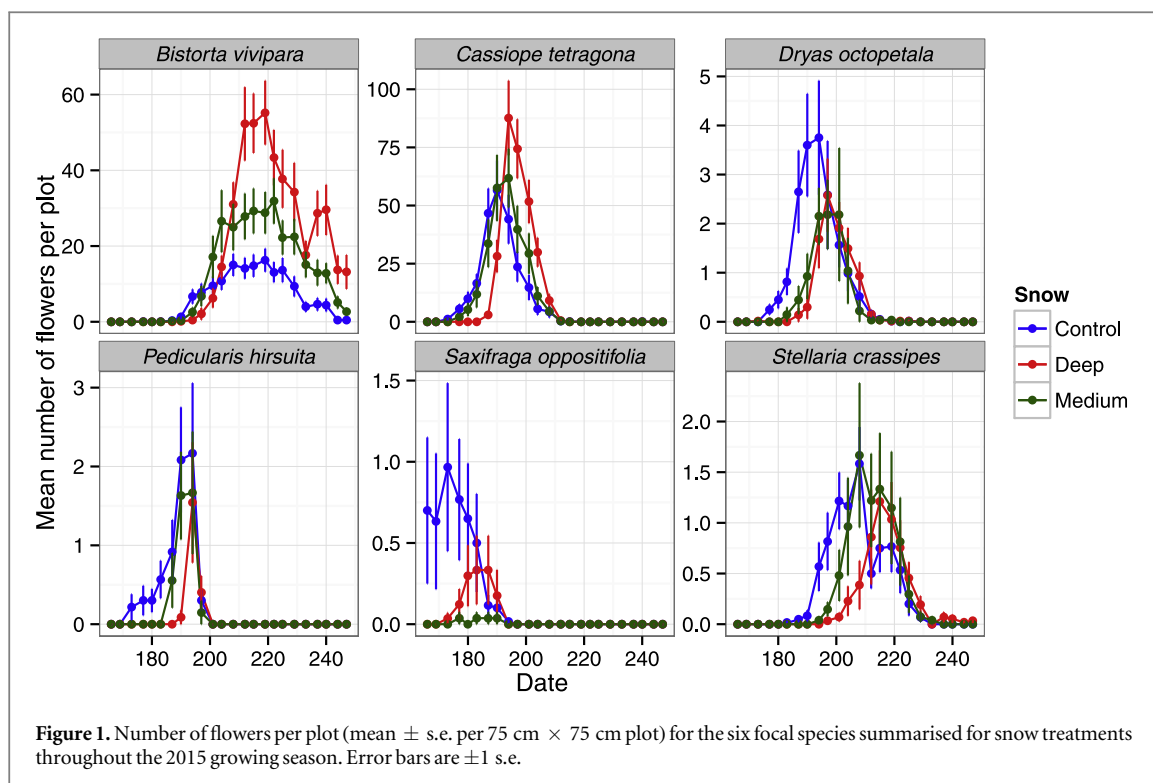 Bistorta vivipara
Cassiope tetragona
Dryas octopetala
60
40
20
0
100
75
50
25
0
5
4
3
2
1
0
Pedicularis hirsuita
Saxifraga oppositifolia
Stellaria crassipes
3
2
1
0
1.5
1.0
0.5
0.0
2.0
1.5
1.0
0.5
0.0
180 200 220 240
180 200 220 240
180 200 220 240
Mean number of flowers per plot
Date
Snow
Control
Deep
Medium
Figure 1. Number of flowers per plot (mean ± s.e. per 75 cm × 75 cm plot) for the six focal species summarised for snow treatments
throughout the 2015 growing season. Error bars are ±1 s.e.